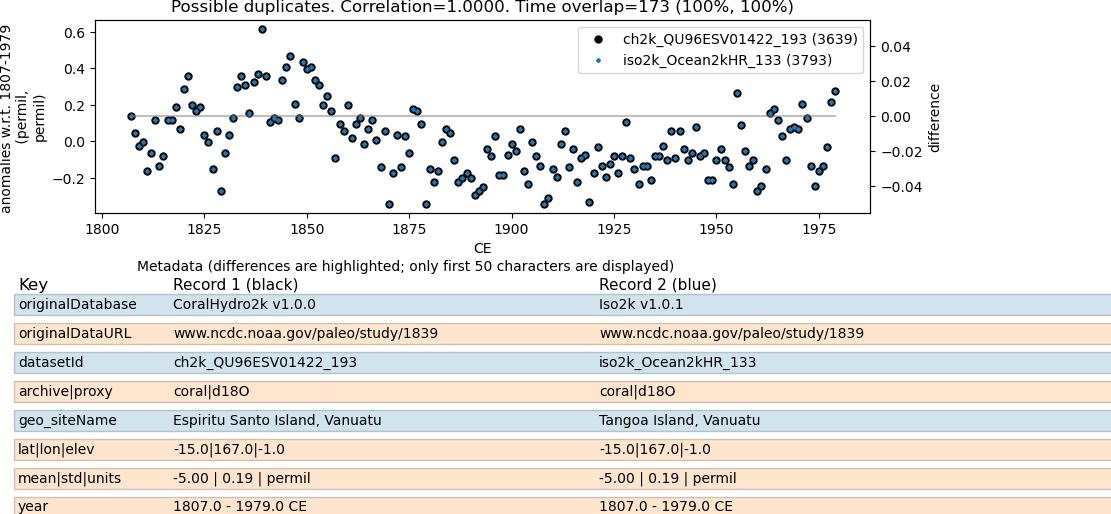 Possible duplicates. Correlation=1.0000. Time overlap=173 (100%, 100%)
anomalies w.r.t. 1807-1979
(permil,
permil)
0.6
0.4
0.2
0.0
−0.2
ch2k_QU96ESV01422_193 (3639)
iso2k_Ocean2kHR_133 (3793)
0.04
0.02
0.00
−0.02
−0.04
difference
1800 1825 1850 1875 1900 1925 1950 1975
CE
Metadata (differences are highlighted; only first 50 characters are displayed)
Key Record 1 (black) Record 2 (blue)
originalDatabase CoralHydro2k v1.0.0 Iso2k v1.0.1
originalDataURL www.ncdc.noaa.gov/paleo/study/1839 www.ncdc.noaa.gov/paleo/study/1839
datasetId ch2k_QU96ESV01422_193 iso2k_Ocean2kHR_133
archive|proxy coral|d18O coral|d18O
geo_siteName Espiritu Santo Island, Vanuatu Tangoa Island, Vanuatu
lat|lon|elev -15.0|167.0|-1.0 -15.0|167.0|-1.0
mean|std|units -5.00 | 0.19 | permil -5.00 | 0.19 | permil
year 1807.0 - 1979.0 CE 1807.0 - 1979.0 CE